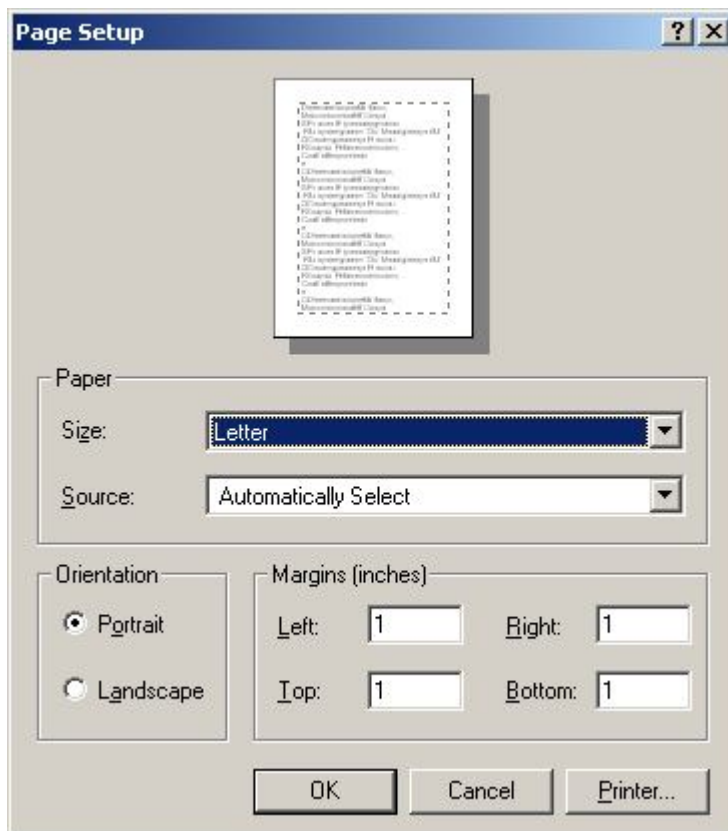 Page Setup
Paper
Size: Letter
Source: Automatically Select
Orientation
Portrait
Landscape
Margins (inches)
Left: 1 Right: 1
Top: 1 Bottom: 1
OK Cancel Printer...